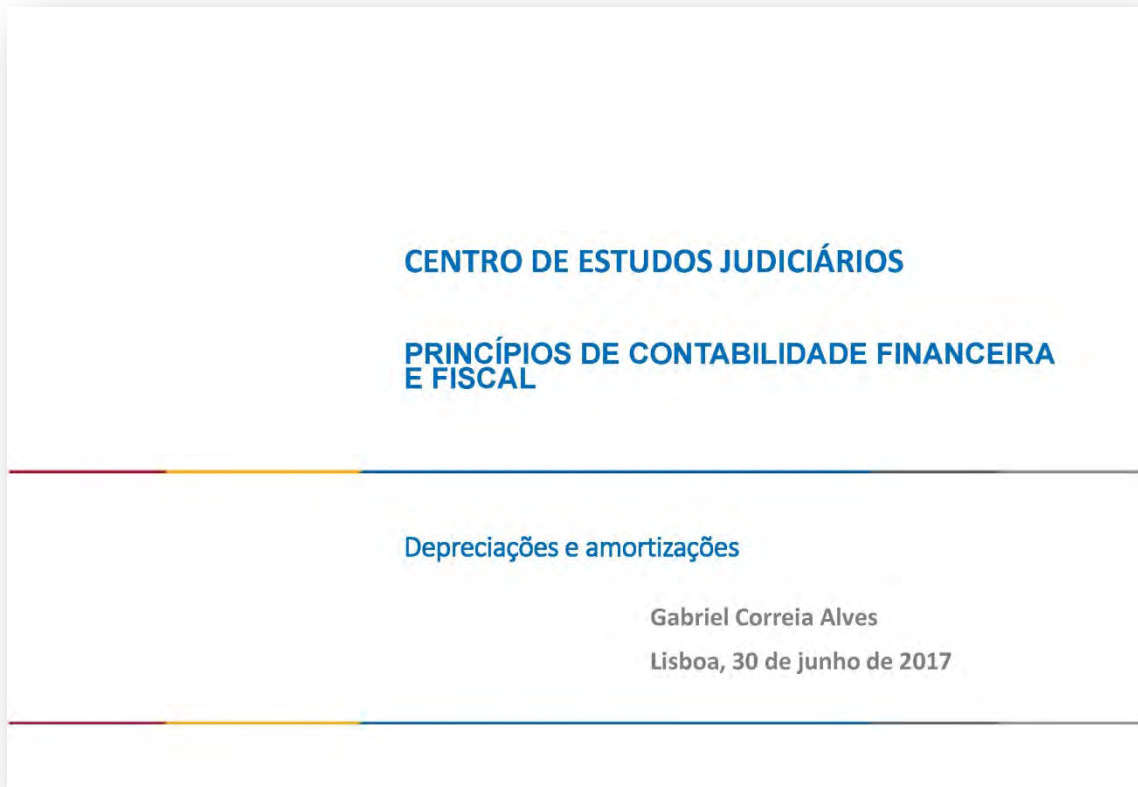 CENTRO DE ESTUDOS JUDICIÁRIOS
PRINCÍPIOS DE CONTABILIDADE FINANCEIRA
E FISCAL
Depreciações e amortizações
Gabriel Correia Alves
Lisboa, 30 de junho de 2017